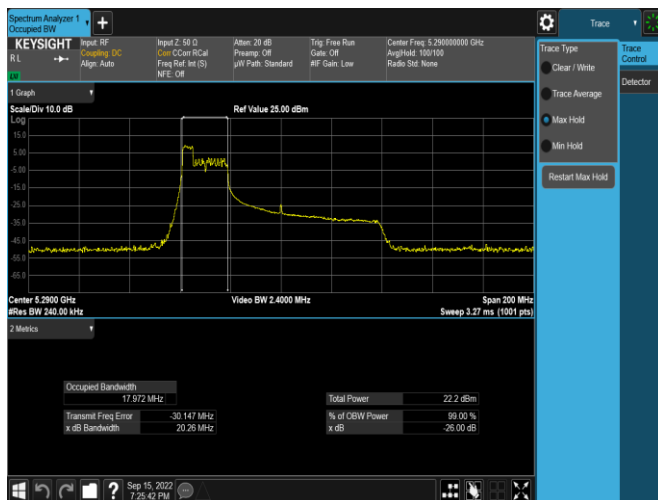 Spectrum Analyzer 1
Occupied BW
Trace
KEYSIGHT
R L
Input: RF
Coupling: DC
Align: Auto
Input Z: 50 Ω
Corr CCorr RCal
Freq Ref: Int (S)
NFE: Off
Atten: 20 dB
Preamp: Off
µW Path: Standard
Trig: Free Run
Gate: Off
#IF Gain: Low
Center Freq: 5.290000000 GHz
Avg|Hold: 100/100
Radio Std: None
Trace Type
Clear / Write
Trace Average
Max Hold
Min Hold
Restart Max Hold
Trace
Control
Detector
1 Graph
Scale/Div 10.0 dB
Ref Value 25.00 dBm
Log
15.0
5.00
-5.00
-15.0
-25.0
-35.0
-45.0
-55.0
-65.0
Center 5.2900 GHz
#Res BW 240.00 kHz
Video BW 2.4000 MHz
Span 200 MHz
Sweep 3.27 ms (1001 pts)
2 Metrics
Occupied Bandwidth
17.972 MHz
Transmit Freq Error -30.147 MHz
x dB Bandwidth 20.26 MHz
Total Power 22.2 dBm
% of OBW Power 99.00 %
x dB -26.00 dB
Sep 15, 2022
7:25:42 PM